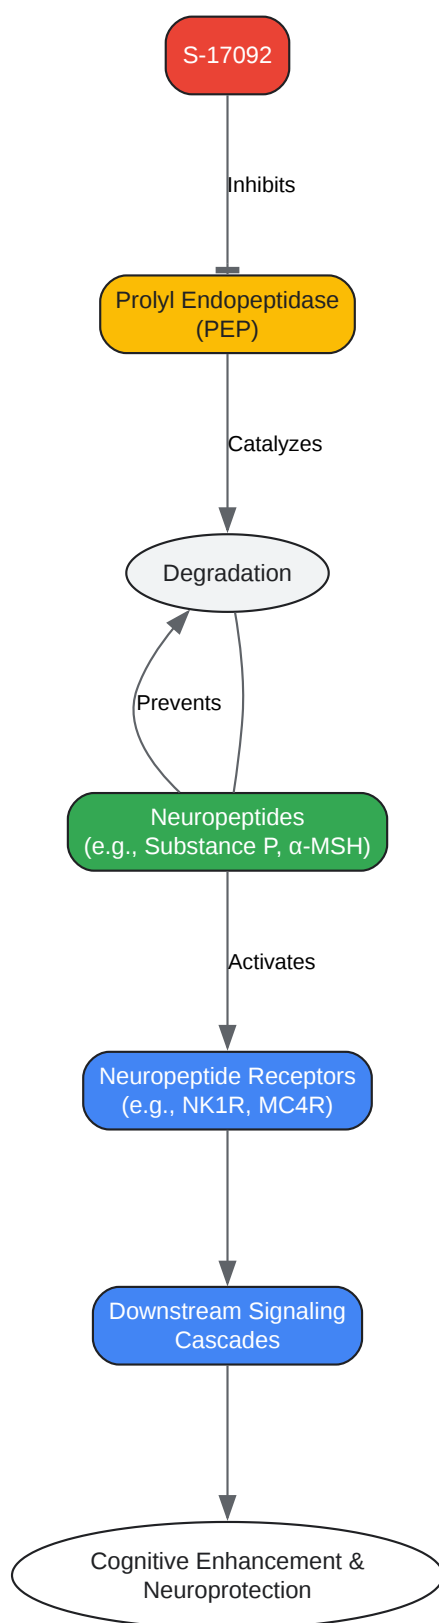 S-17092
Inhibits
Prolyl Endopeptidase
(PEP)
Catalyzes
Degradation
Prevents
Neuropeptides
(e.g., Substance P, α-MSH)
Activates
Neuropeptide Receptors
(e.g., NK1R, MC4R)
Downstream Signaling
Cascades
Cognitive Enhancement &
Neuroprotection